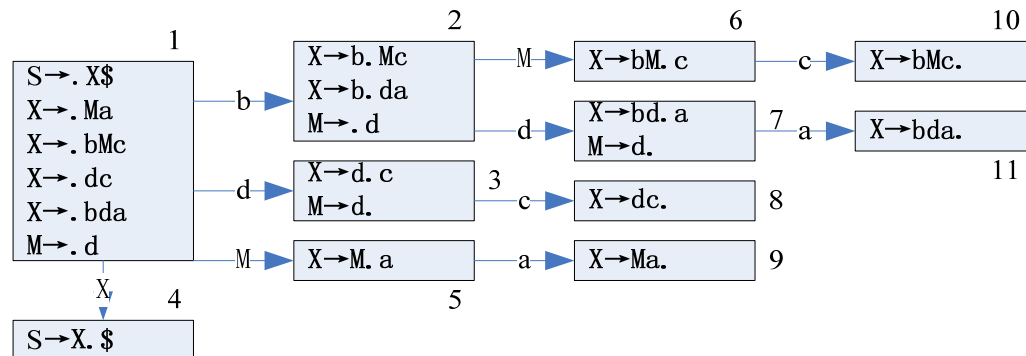 1
S→.X$
X→.Ma
X→.bMc
X→.dc
X→.bda
M→.d
b
d
M
X
2
X→b.Mc
X→b.da
M→.d
M
d
3
X→d.c
M→d.
c
X→M.a
5
a
4
S→X.$
6
X→bM.c
c
7
X→bd.a
M→d.
a
X→dc.
8
X→Ma.
9
10
X→bMc.
X→bda.
11